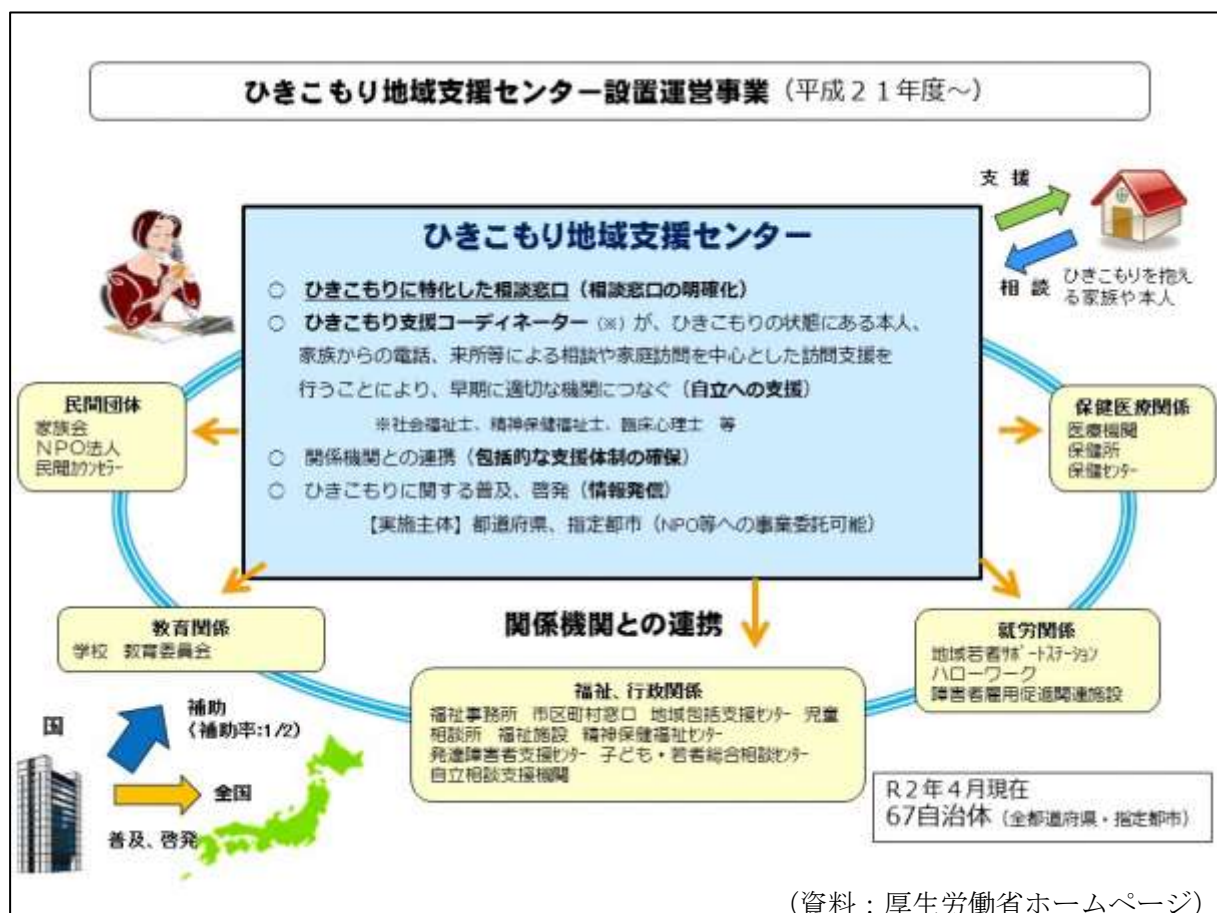 ひきこもり地域支援センター設置運営事業（平成２１年度～）
支 援
相 談
ひきこもりを抱え
る家族や本人
ひきこもり地域支援センター
○ ひきこもりに特化した相談窓口（相談窓口の明確化）
○ ひきこもり支援コーディネーター（※）が、ひきこもりの状態にある本人、
家族からの電話、来所等による相談や家庭訪問を中心とした訪問支援を
行うことにより、早期に適切な機関につなぐ（自立への支援）
※社会福祉士、精神保健福祉士、臨床心理士 等
○ 関係機関との連携（包括的な支援体制の確保）
○ ひきこもりに関する普及、啓発（情報発信）
【実施主体】都道府県、指定都市（NPO等への事業委託可能）
民間団体
家族会
ＮＰＯ法人
民間ｶｳﾝｾﾗｰ
保健医療関係
医療機関
保健所
保健ｾﾝﾀｰ
教育関係
学校 教育委員会
関係機関との連携
就労関係
地域若者ｻﾎﾟｰﾄｽﾃｰｼｮﾝ
ハローワーク
障害者雇用促進関連施設
福祉、行政関係
福祉事務所 市区町村窓口 地域包括支援ｾﾝﾀｰ 児童
相談所 福祉施設 精神保健福祉ｾﾝﾀｰ
発達障害者支援ｾﾝﾀｰ 子ども・若者総合相談ｾﾝﾀｰ
自立相談支援機関
国
補助
（補助率:1/2）
全国
普及、啓発
Ｒ２年４月現在
67自治体（全都道府県・指定都市）
（資料：厚生労働省ホームページ）